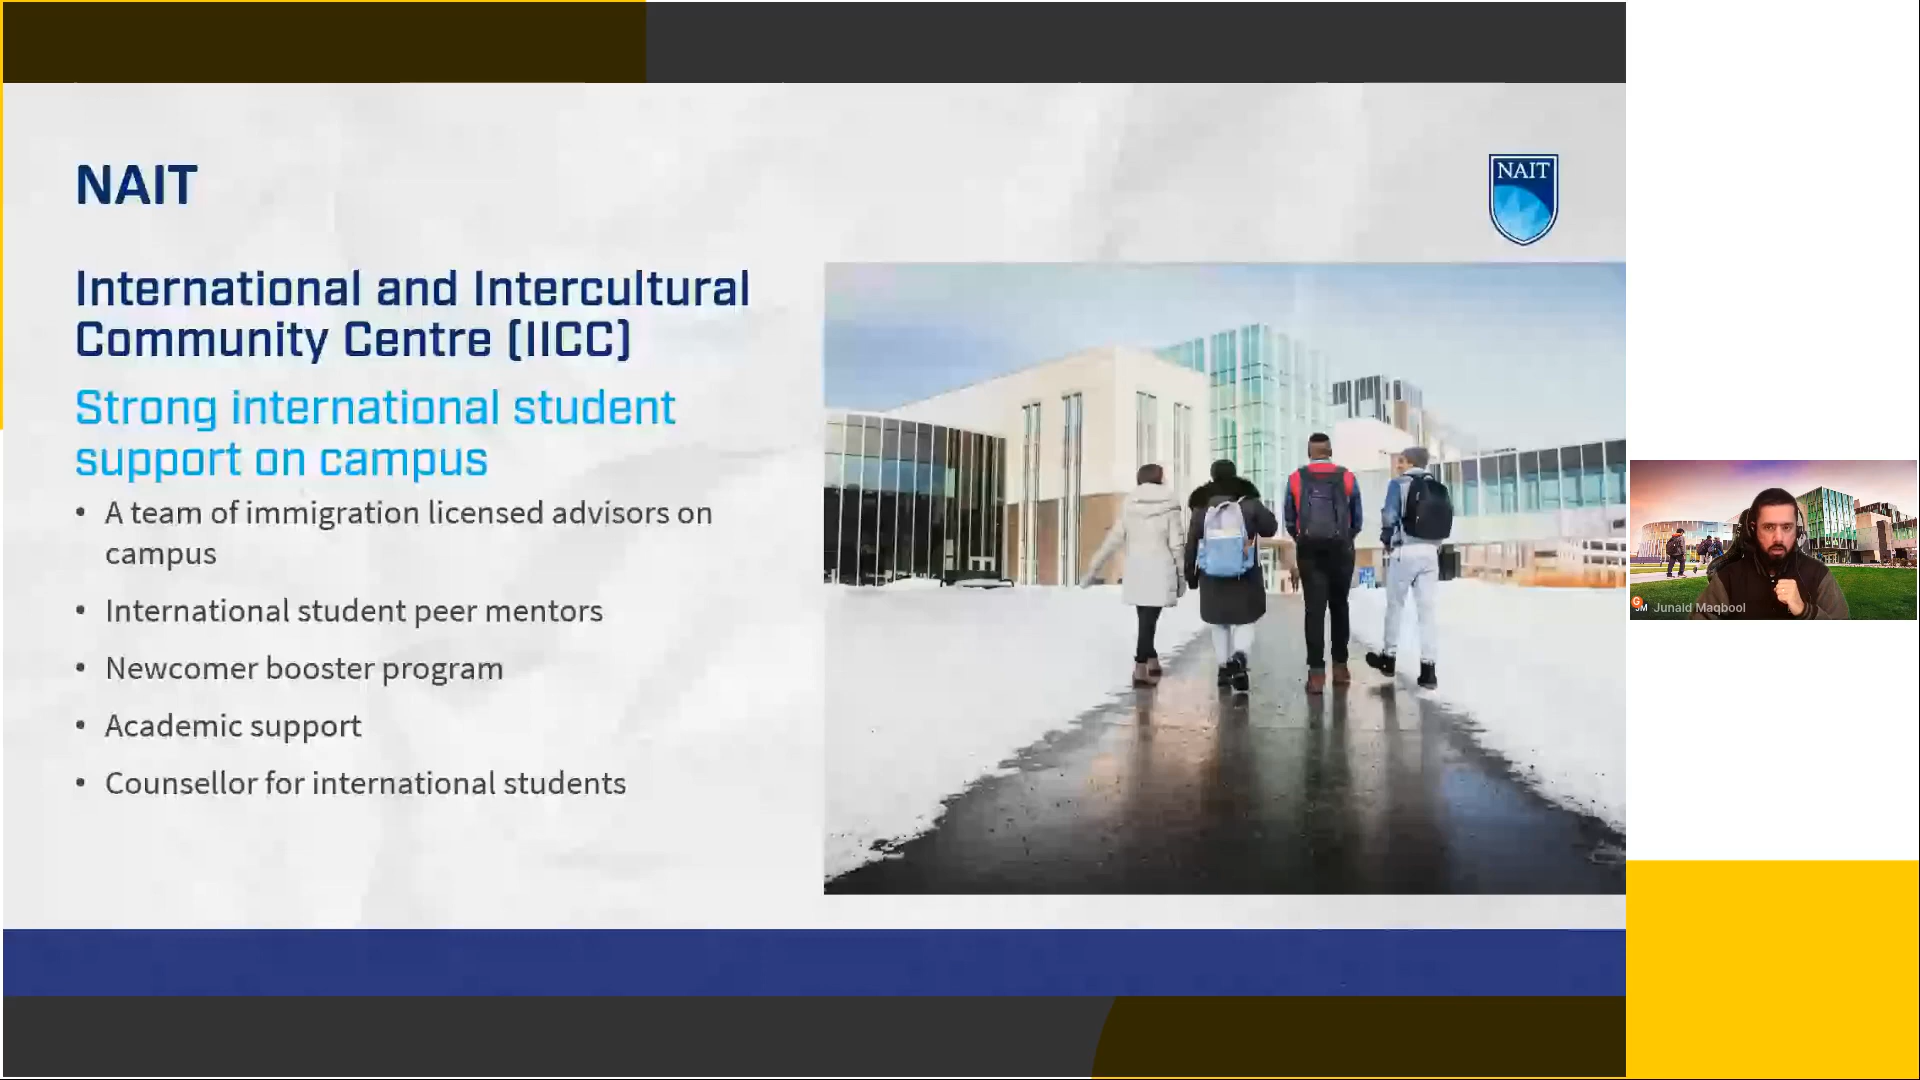 NAIT
NAIT
International and Intercultural
Community Centre (IICC)
Strong international student
support on campus
• A team of immigration licensed advisors on
campus
• International student peer mentors
• Newcomer booster program
• Academic support
• Counsellor for international students
G
JM
Junaid Maqbool